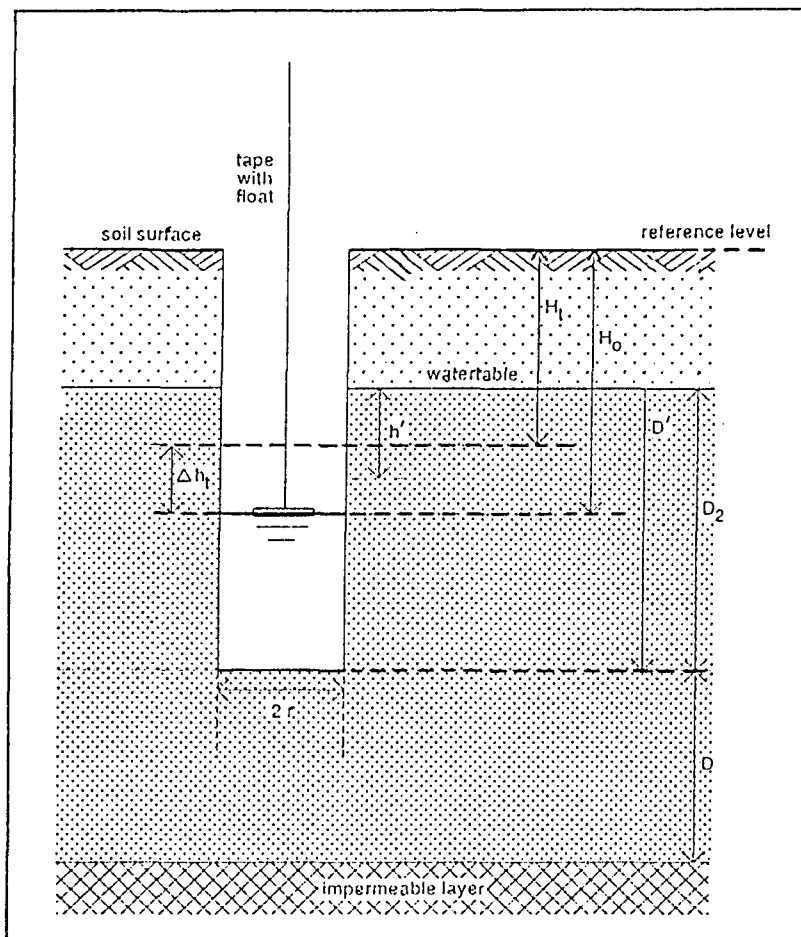 tape
with
float
soil surface
reference level
H_t
H_o
watertable
h'
D'
Δh_t
D_2
2 r
D
impermeable layer